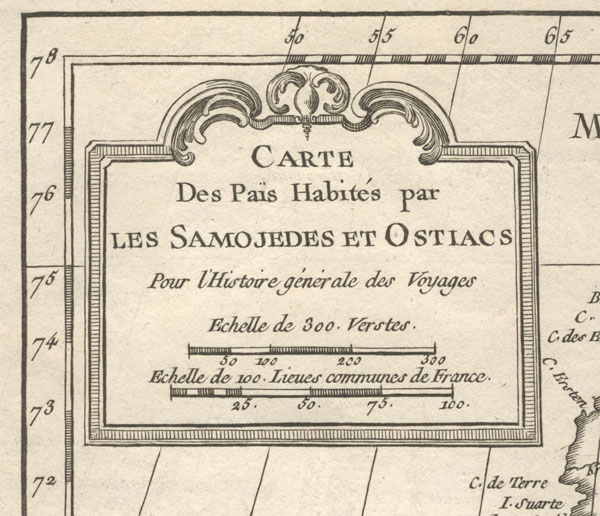 50 55 60 65
78
77
76
75
74
73
72
M
CARTE
Des Païs Habités par
LES SAMOJEDES ET OSTIACS
Pour l'Histoire générale des Voyages
Echelle de 300. Verstes.
50 100 200 300
Echelle de 100. Lieues communes de France.
25. 50. 75. 100.
B
C.
C. des E
C. Ersten
C. de Terre
I. Suarte